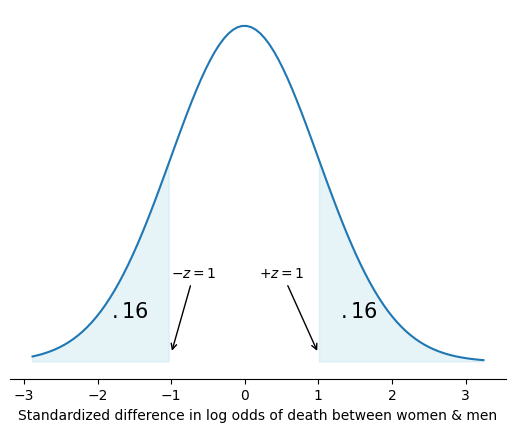 −z = 1
+z = 1
.16
.16
−3 −2 −1 0 1 2 3
Standardized difference in log odds of death between women & men